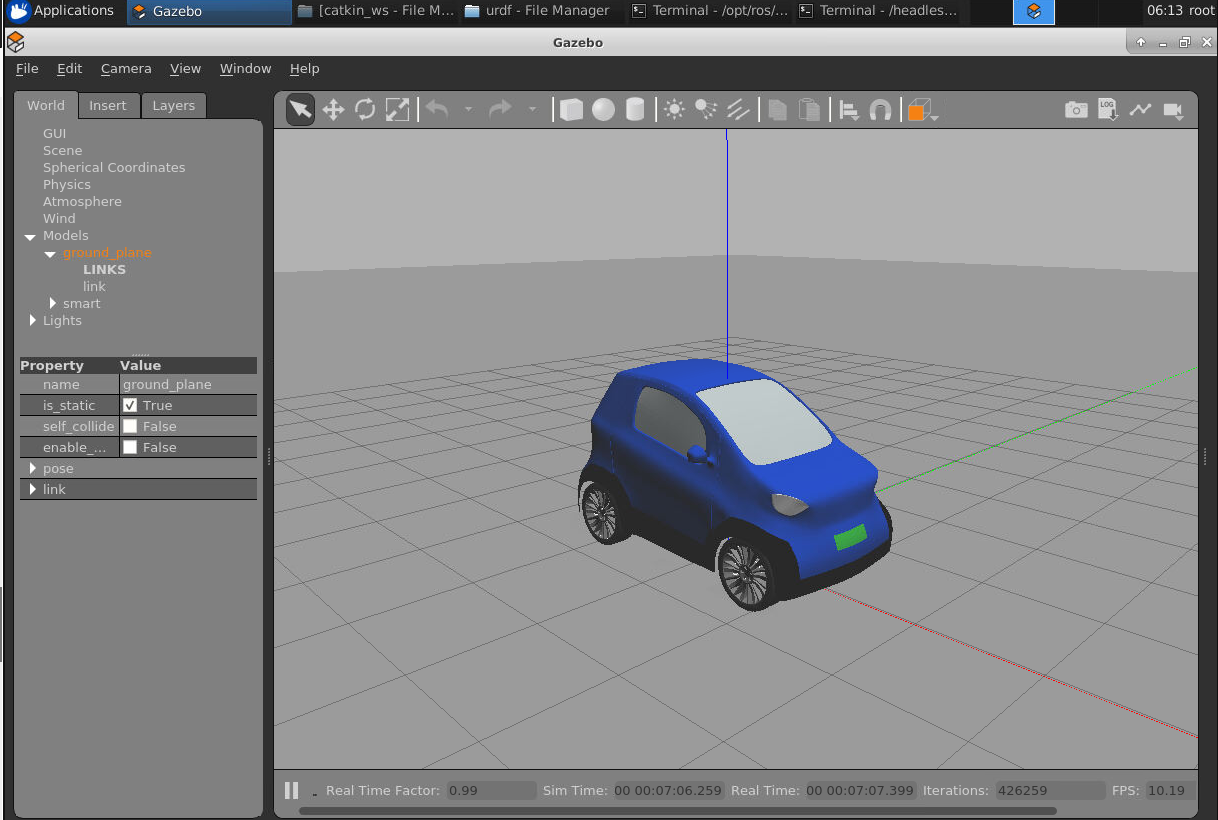 Applications Gazebo [catkin_ws - File M... urdf - File Manager Terminal - /opt/ros/... Terminal - /headles... 06:13 root
Gazebo
File Edit Camera View Window Help
World Insert Layers
LOG
GUI
Scene
Spherical Coordinates
Physics
Atmosphere
Wind
Models
ground_plane
LINKS
link
smart
Lights
Property Value
name ground_plane
is_static True
self_collide False
enable_... False
pose
link
Real Time Factor: 0.99 Sim Time: 00 00:07:06.259 Real Time: 00 00:07:07.399 Iterations: 426259 FPS: 10.19